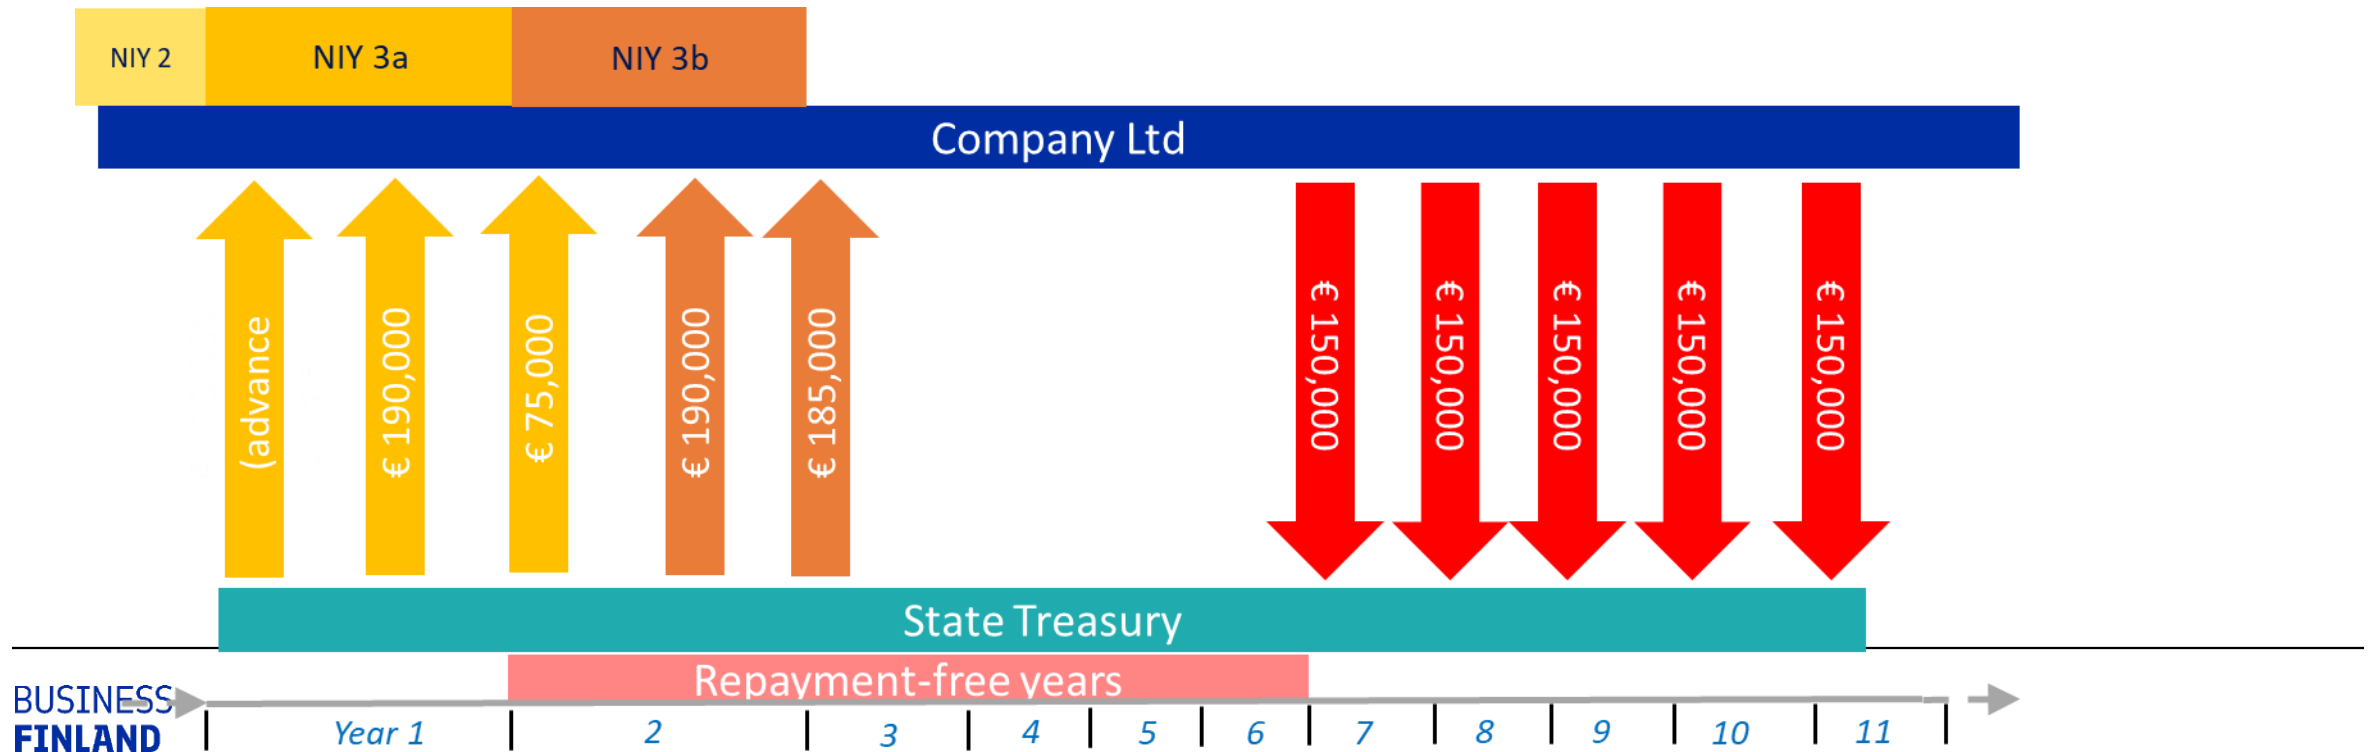 NIY 2
NIY 3a
NIY 3b
Company Ltd
(advance
€ 190,000
€ 75,000
€ 190,000
€ 185,000
€ 150,000
€ 150,000
€ 150,000
€ 150,000
€ 150,000
State Treasury
Repayment-free years
BUSINESS
FINLAND
Year 1
2
3
4
5
6
7
8
9
10
11